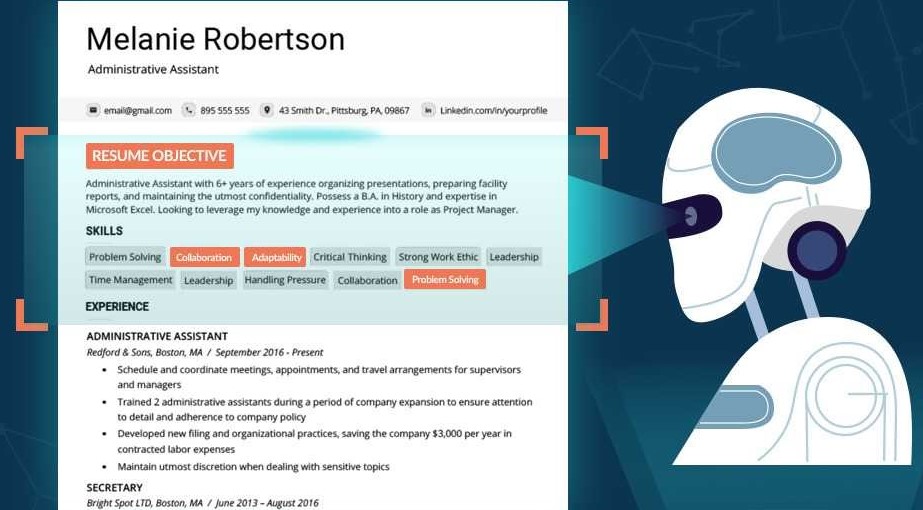 Melanie Robertson
Administrative Assistant
email@gmail.com 895 555 555 43 Smith Dr., Pittsburg, PA, 09867 Linkedin.com/in/yourprofile
RESUME OBJECTIVE
Administrative Assistant with 6+ years of experience organizing presentations, preparing facility
reports, and maintaining the utmost confidentiality. Possess a B.A. in History and expertise in
Microsoft Excel. Looking to leverage my knowledge and experience into a role as Project Manager.
SKILLS
Problem Solving Collaboration Adaptability Critical Thinking Strong Work Ethic Leadership
Time Management Leadership Handling Pressure Collaboration Problem Solving
EXPERIENCE
ADMINISTRATIVE ASSISTANT
Redford & Sons, Boston, MA / September 2016 - Present
• Schedule and coordinate meetings, appointments, and travel arrangements for supervisors
and managers
• Trained 2 administrative assistants during a period of company expansion to ensure attention
to detail and adherence to company policy
• Developed new filing and organizational practices, saving the company $3,000 per year in
contracted labor expenses
• Maintain utmost discretion when dealing with sensitive topics
SECRETARY
Bright Spot LTD, Boston, MA / June 2013 – August 2016